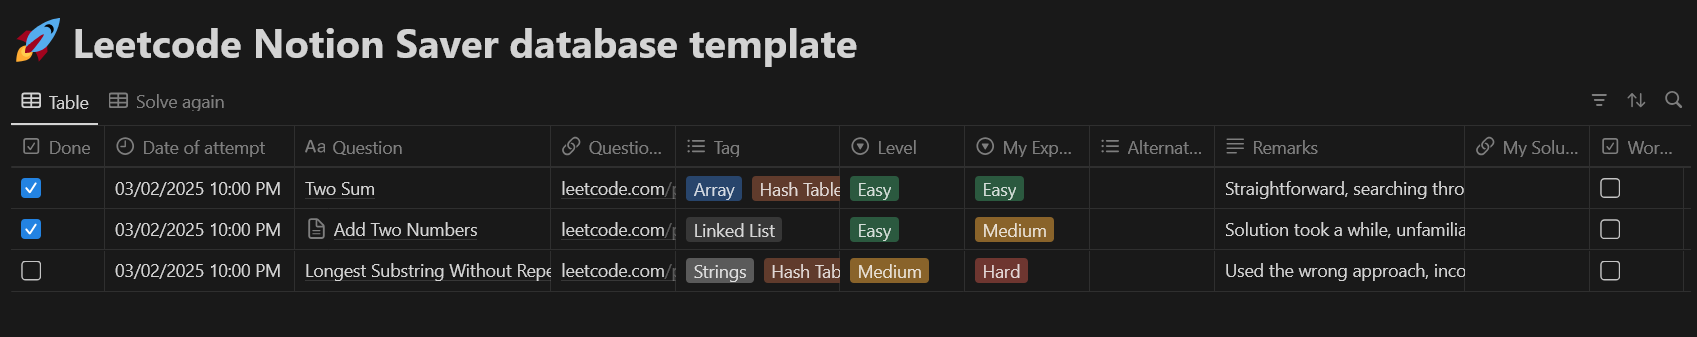 Leetcode Notion Saver database template
Table Solve again
Done Date of attempt Aa Question Questio... Tag Level My Exp... Alternat... Remarks My Solu... Wor...
03/02/2025 10:00 PM Two Sum leetcode.com/p Array Hash Table Easy Easy Straightforward, searching thro
03/02/2025 10:00 PM Add Two Numbers leetcode.com/p Linked List Easy Medium Solution took a while, unfamilia
03/02/2025 10:00 PM Longest Substring Without Repe leetcode.com/p Strings Hash Tab Medium Hard Used the wrong approach, inco